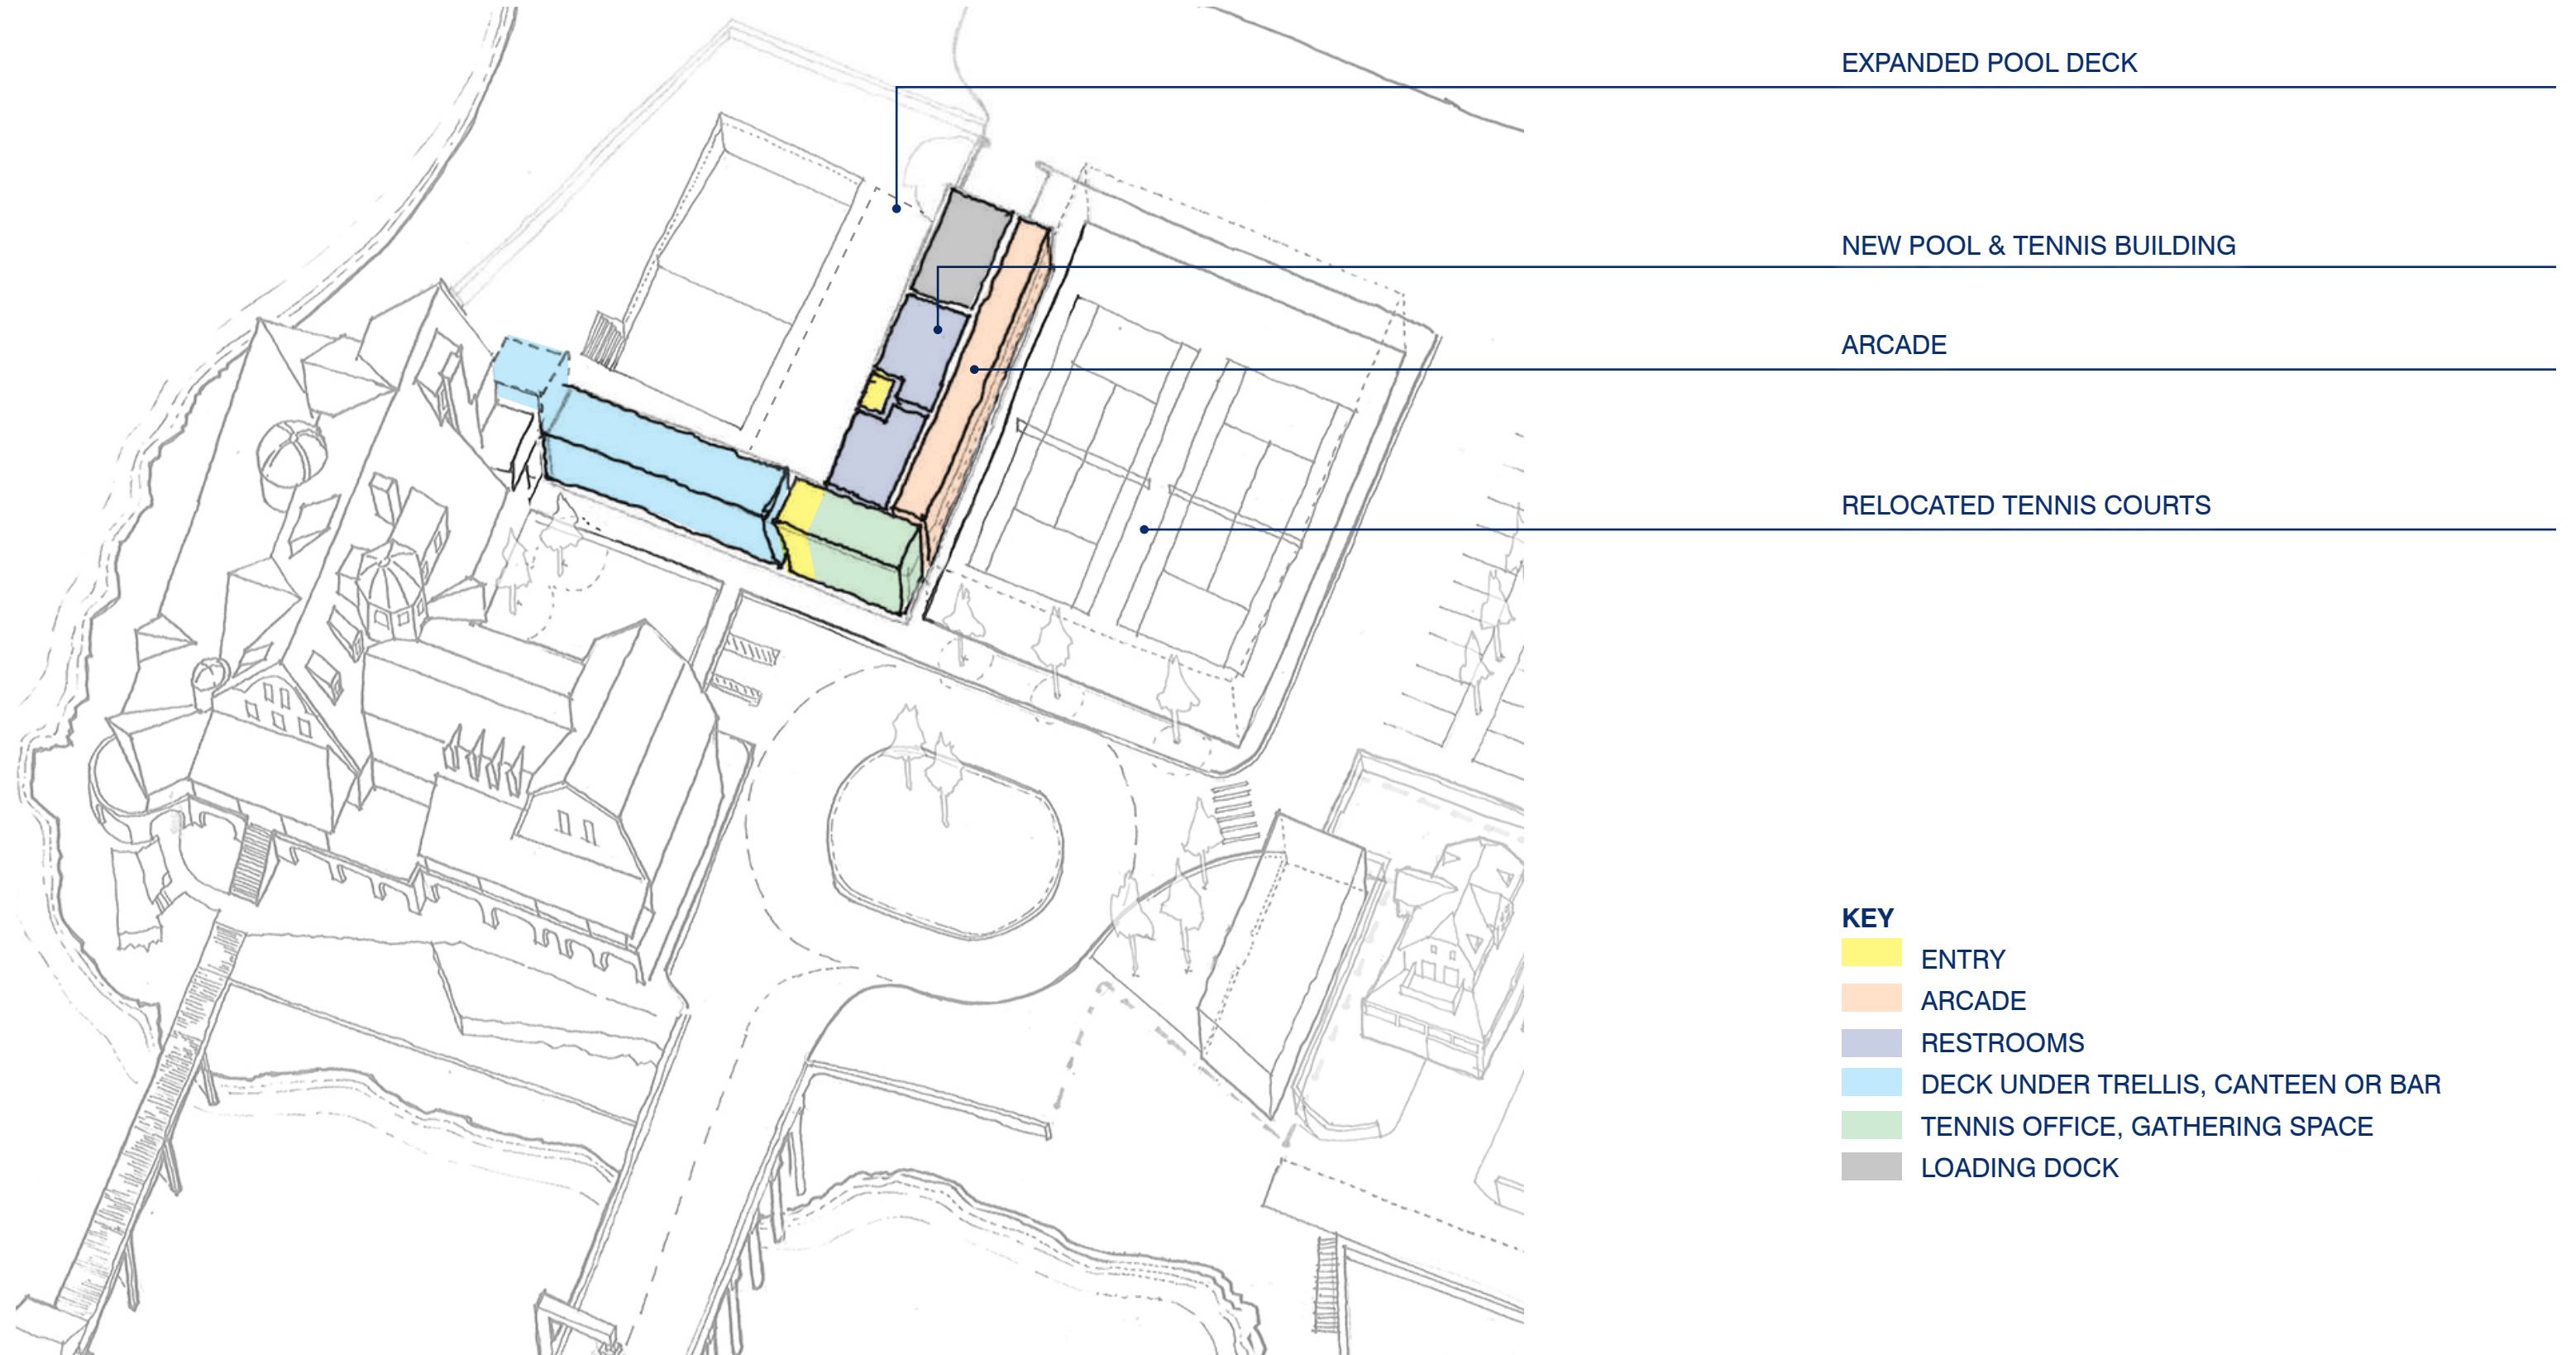 EXPANDED POOL DECK
NEW POOL & TENNIS BUILDING
ARCADE
RELOCATED TENNIS COURTS
KEY
ENTRY
ARCADE
RESTROOMS
DECK UNDER TRELLIS, CANTEEN OR BAR
TENNIS OFFICE, GATHERING SPACE
LOADING DOCK